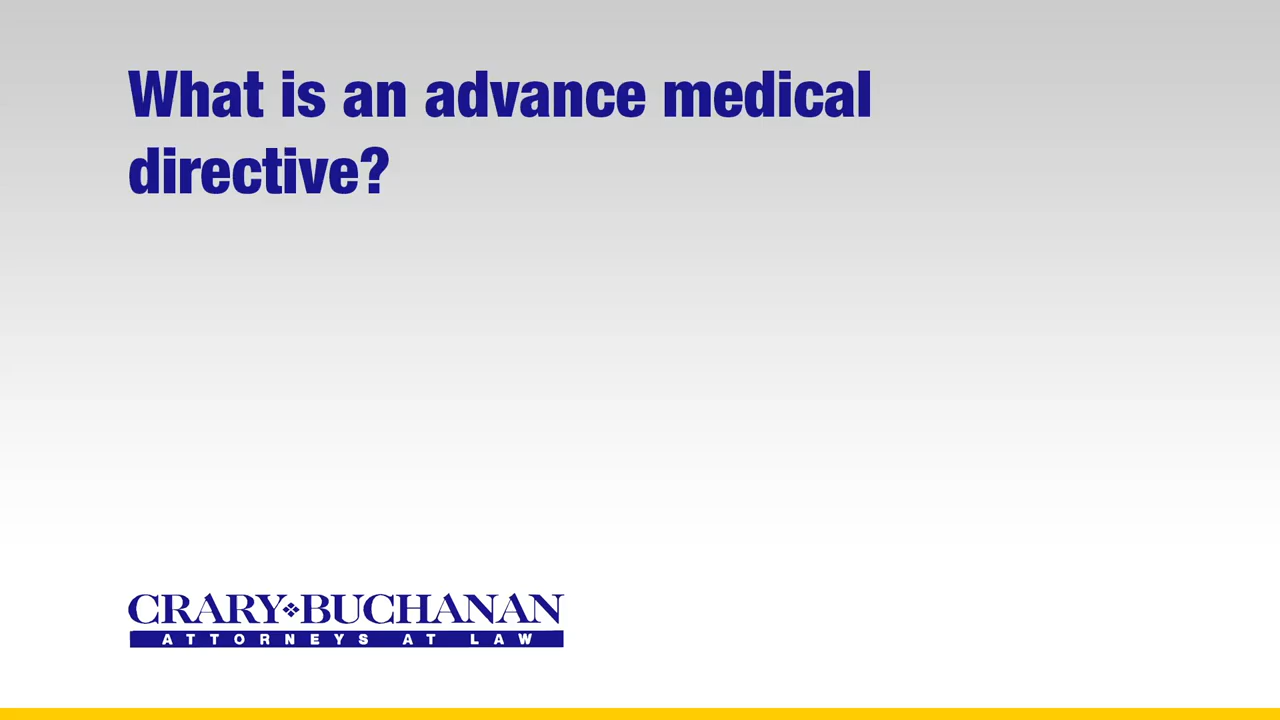 What is an advance medical
directive?
CRARY❖BUCHANAN
ATTORNEYS AT LAW